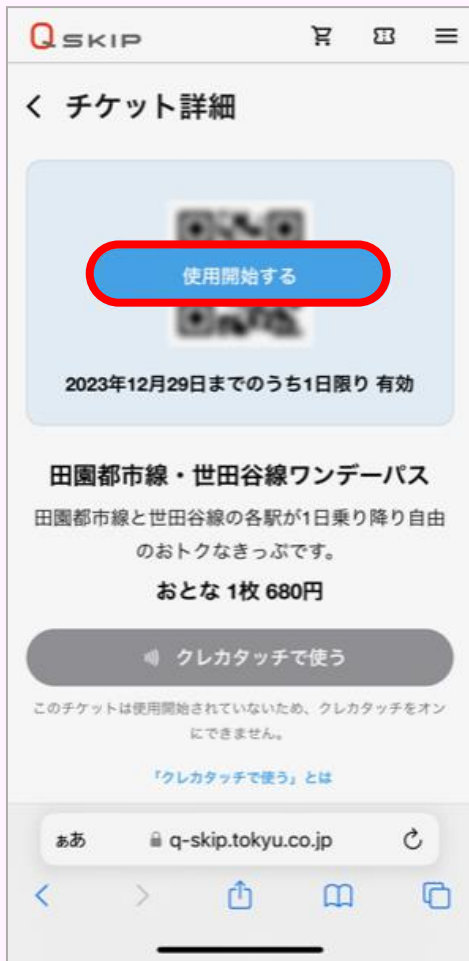 Q SKIP
チケット詳細
使用開始する
2023年12月29日までのうち1日限り 有効
田園都市線・世田谷線ワンデーパス
田園都市線と世田谷線の各駅が1日乗り降り自由
のおトクなきっぷです。
おとな 1枚 680円
クレカタッチで使う
このチケットは使用開始されていないため、クレカタッチをオン
にできません。
「クレカタッチで使う」とは
ぁあ q-skip.tokyu.co.jp